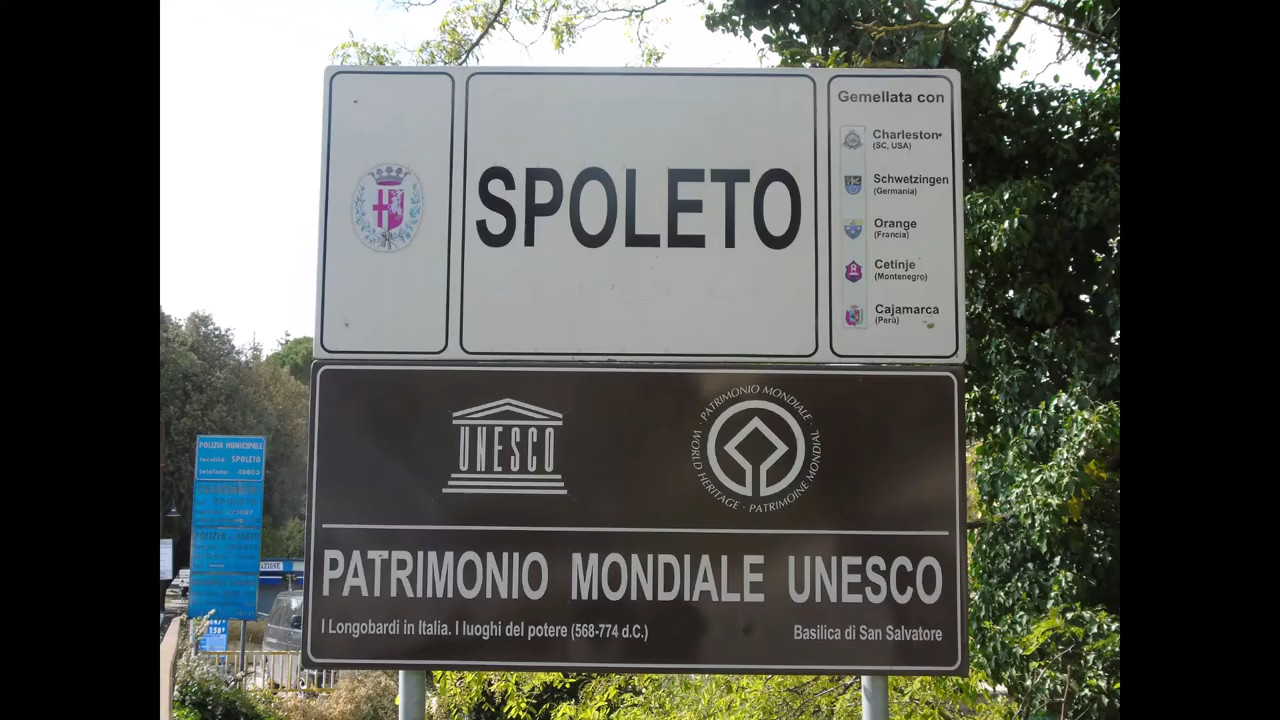 SPOLETO
Gemellata con
Charleston
(SC, USA)
Schwetzingen
(Germania)
Orange
(Francia)
Cetinje
(Montenegro)
Cajamarca
(Perù)
UNESCO
PATRIMONIO MONDIALE · WORLD HERITAGE · PATRIMOINE MONDIAL ·
PATRIMONIO MONDIALE UNESCO
I Longobardi in Italia. I luoghi del potere (568-774 d.C.)
Basilica di San Salvatore
POLIZIA MUNICIPALE
località: SPOLETO
telefono: